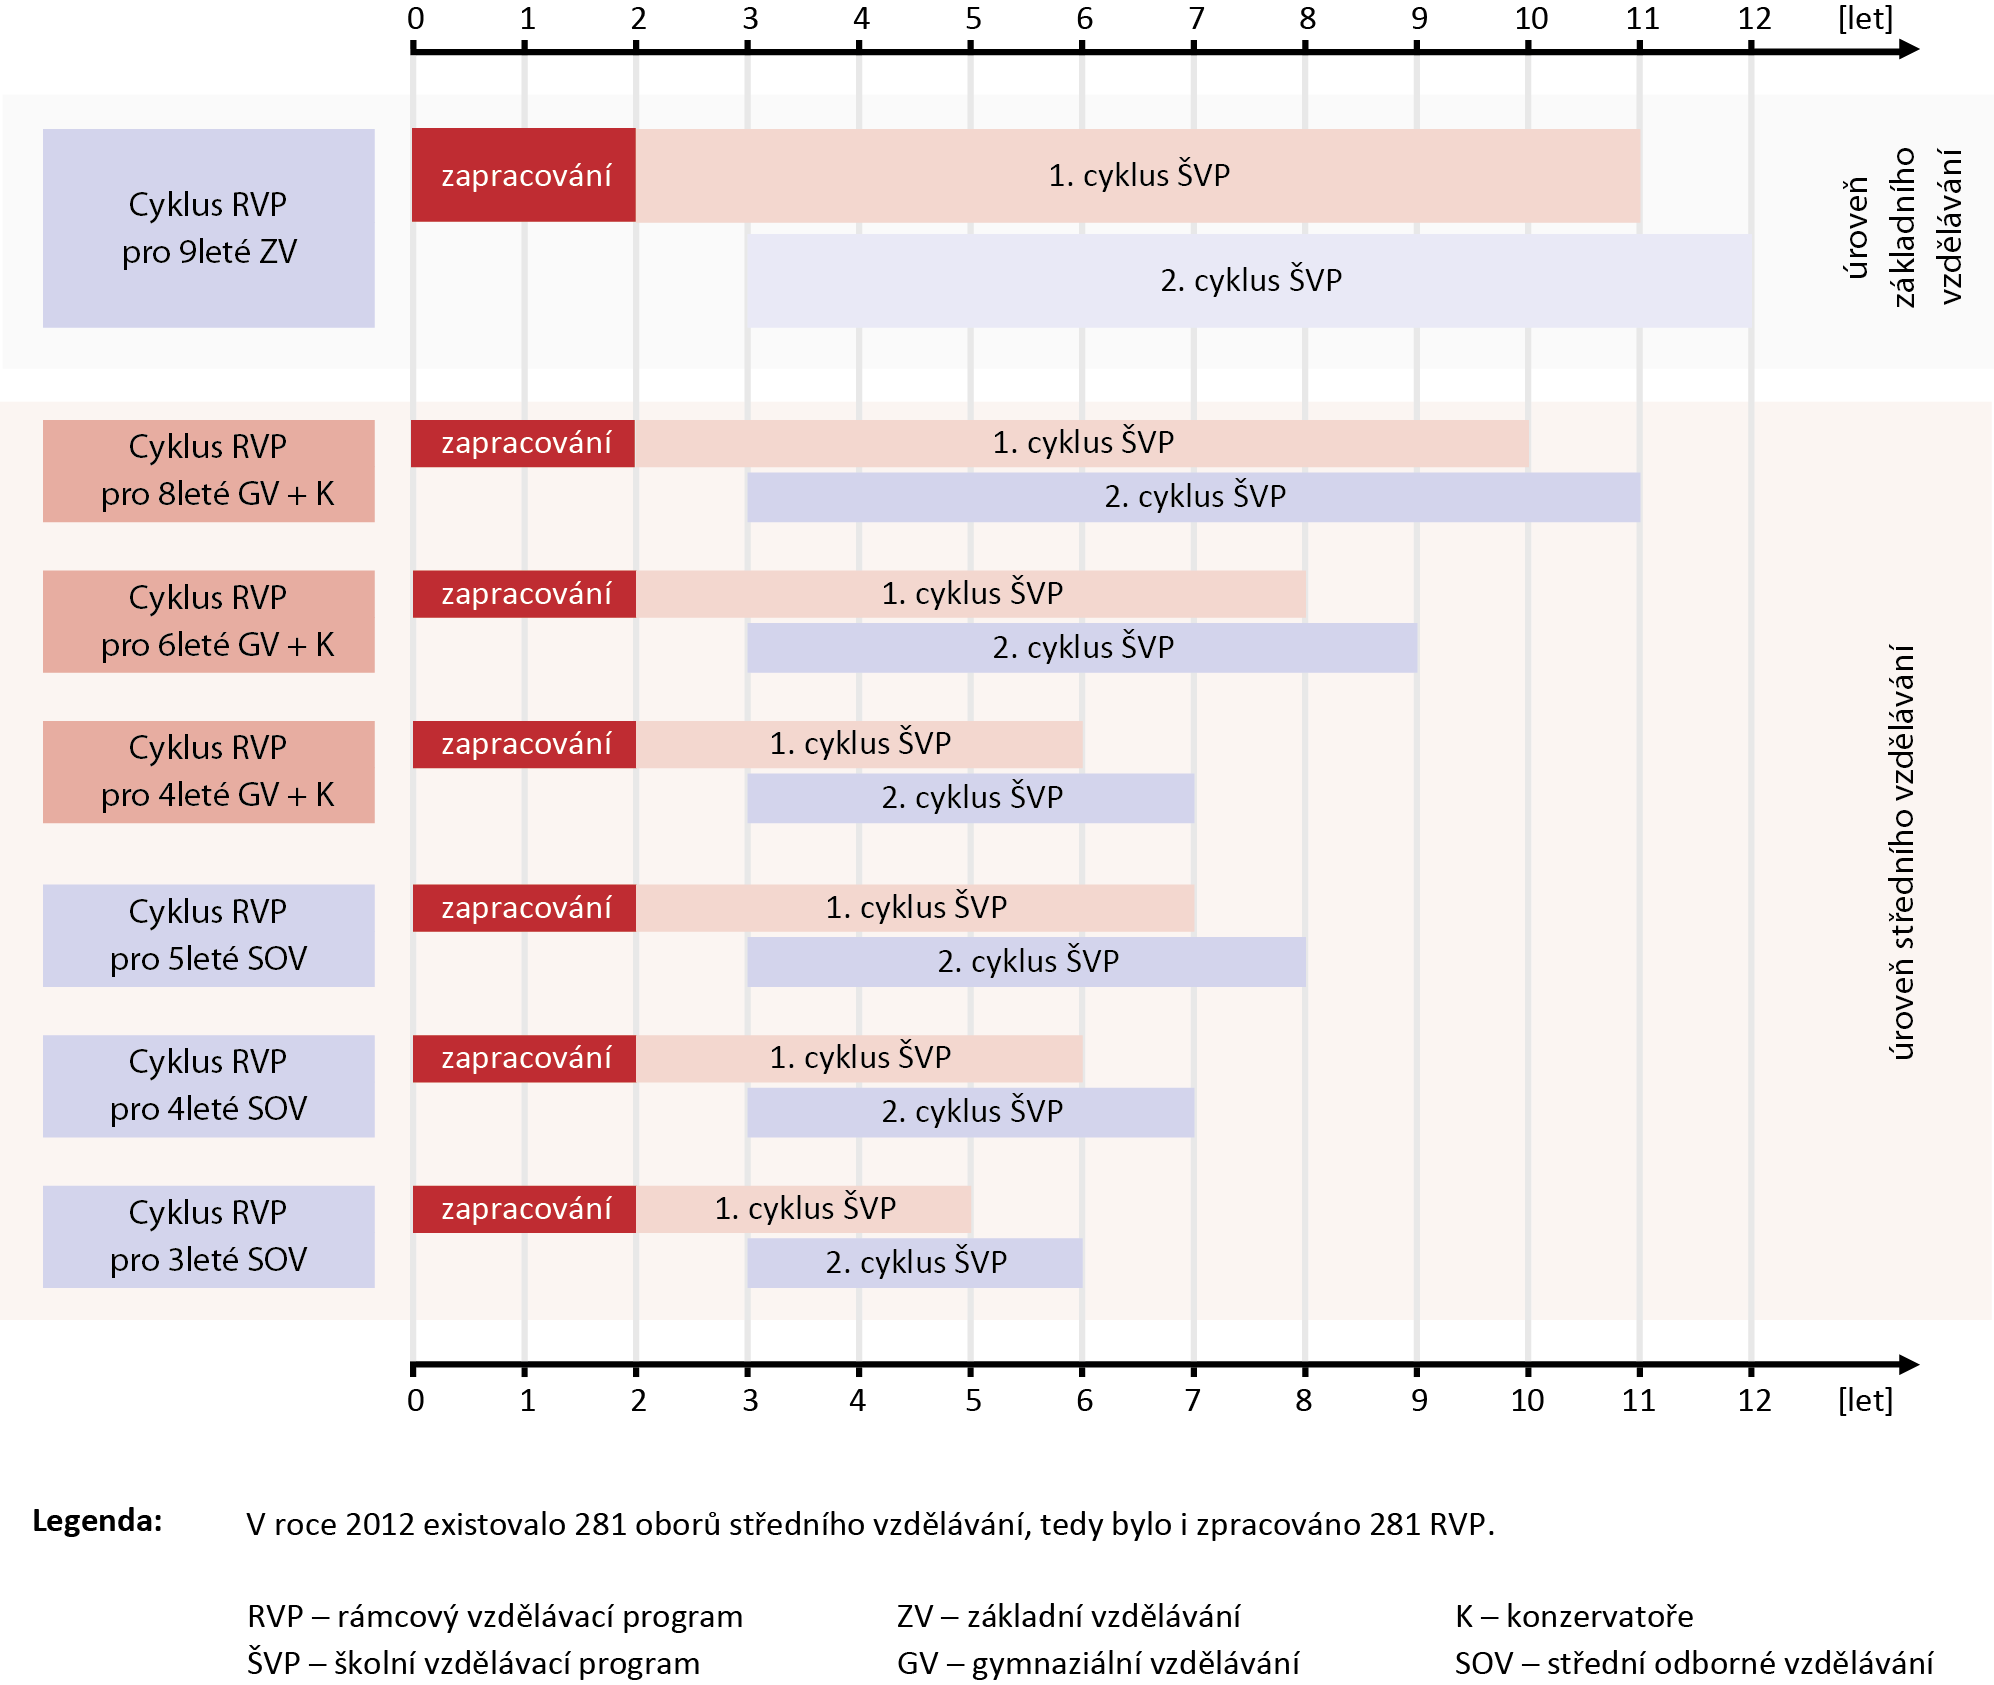 0 1 2 3 4 5 6 7 8 9 10 11 12 [let]
Cyklus RVP
pro 9leté ZV
zapracování
1. cyklus ŠVP
2. cyklus ŠVP
úroveň
základního
vzdělávání
Cyklus RVP
pro 8leté GV + K
zapracování
1. cyklus ŠVP
2. cyklus ŠVP
Cyklus RVP
pro 6leté GV + K
zapracování
1. cyklus ŠVP
2. cyklus ŠVP
Cyklus RVP
pro 4leté GV + K
zapracování
1. cyklus ŠVP
2. cyklus ŠVP
Cyklus RVP
pro 5leté SOV
zapracování
1. cyklus ŠVP
2. cyklus ŠVP
Cyklus RVP
pro 4leté SOV
zapracování
1. cyklus ŠVP
2. cyklus ŠVP
Cyklus RVP
pro 3leté SOV
zapracování
1. cyklus ŠVP
2. cyklus ŠVP
úroveň středního vzdělávání
0 1 2 3 4 5 6 7 8 9 10 11 12 [let]
Legenda: V roce 2012 existovalo 281 oborů středního vzdělávání, tedy bylo i zpracováno 281 RVP.
RVP – rámcový vzdělávací program ZV – základní vzdělávání K – konzervatoře
ŠVP – školní vzdělávací program GV – gymnaziální vzdělávání SOV – střední odborné vzdělávání